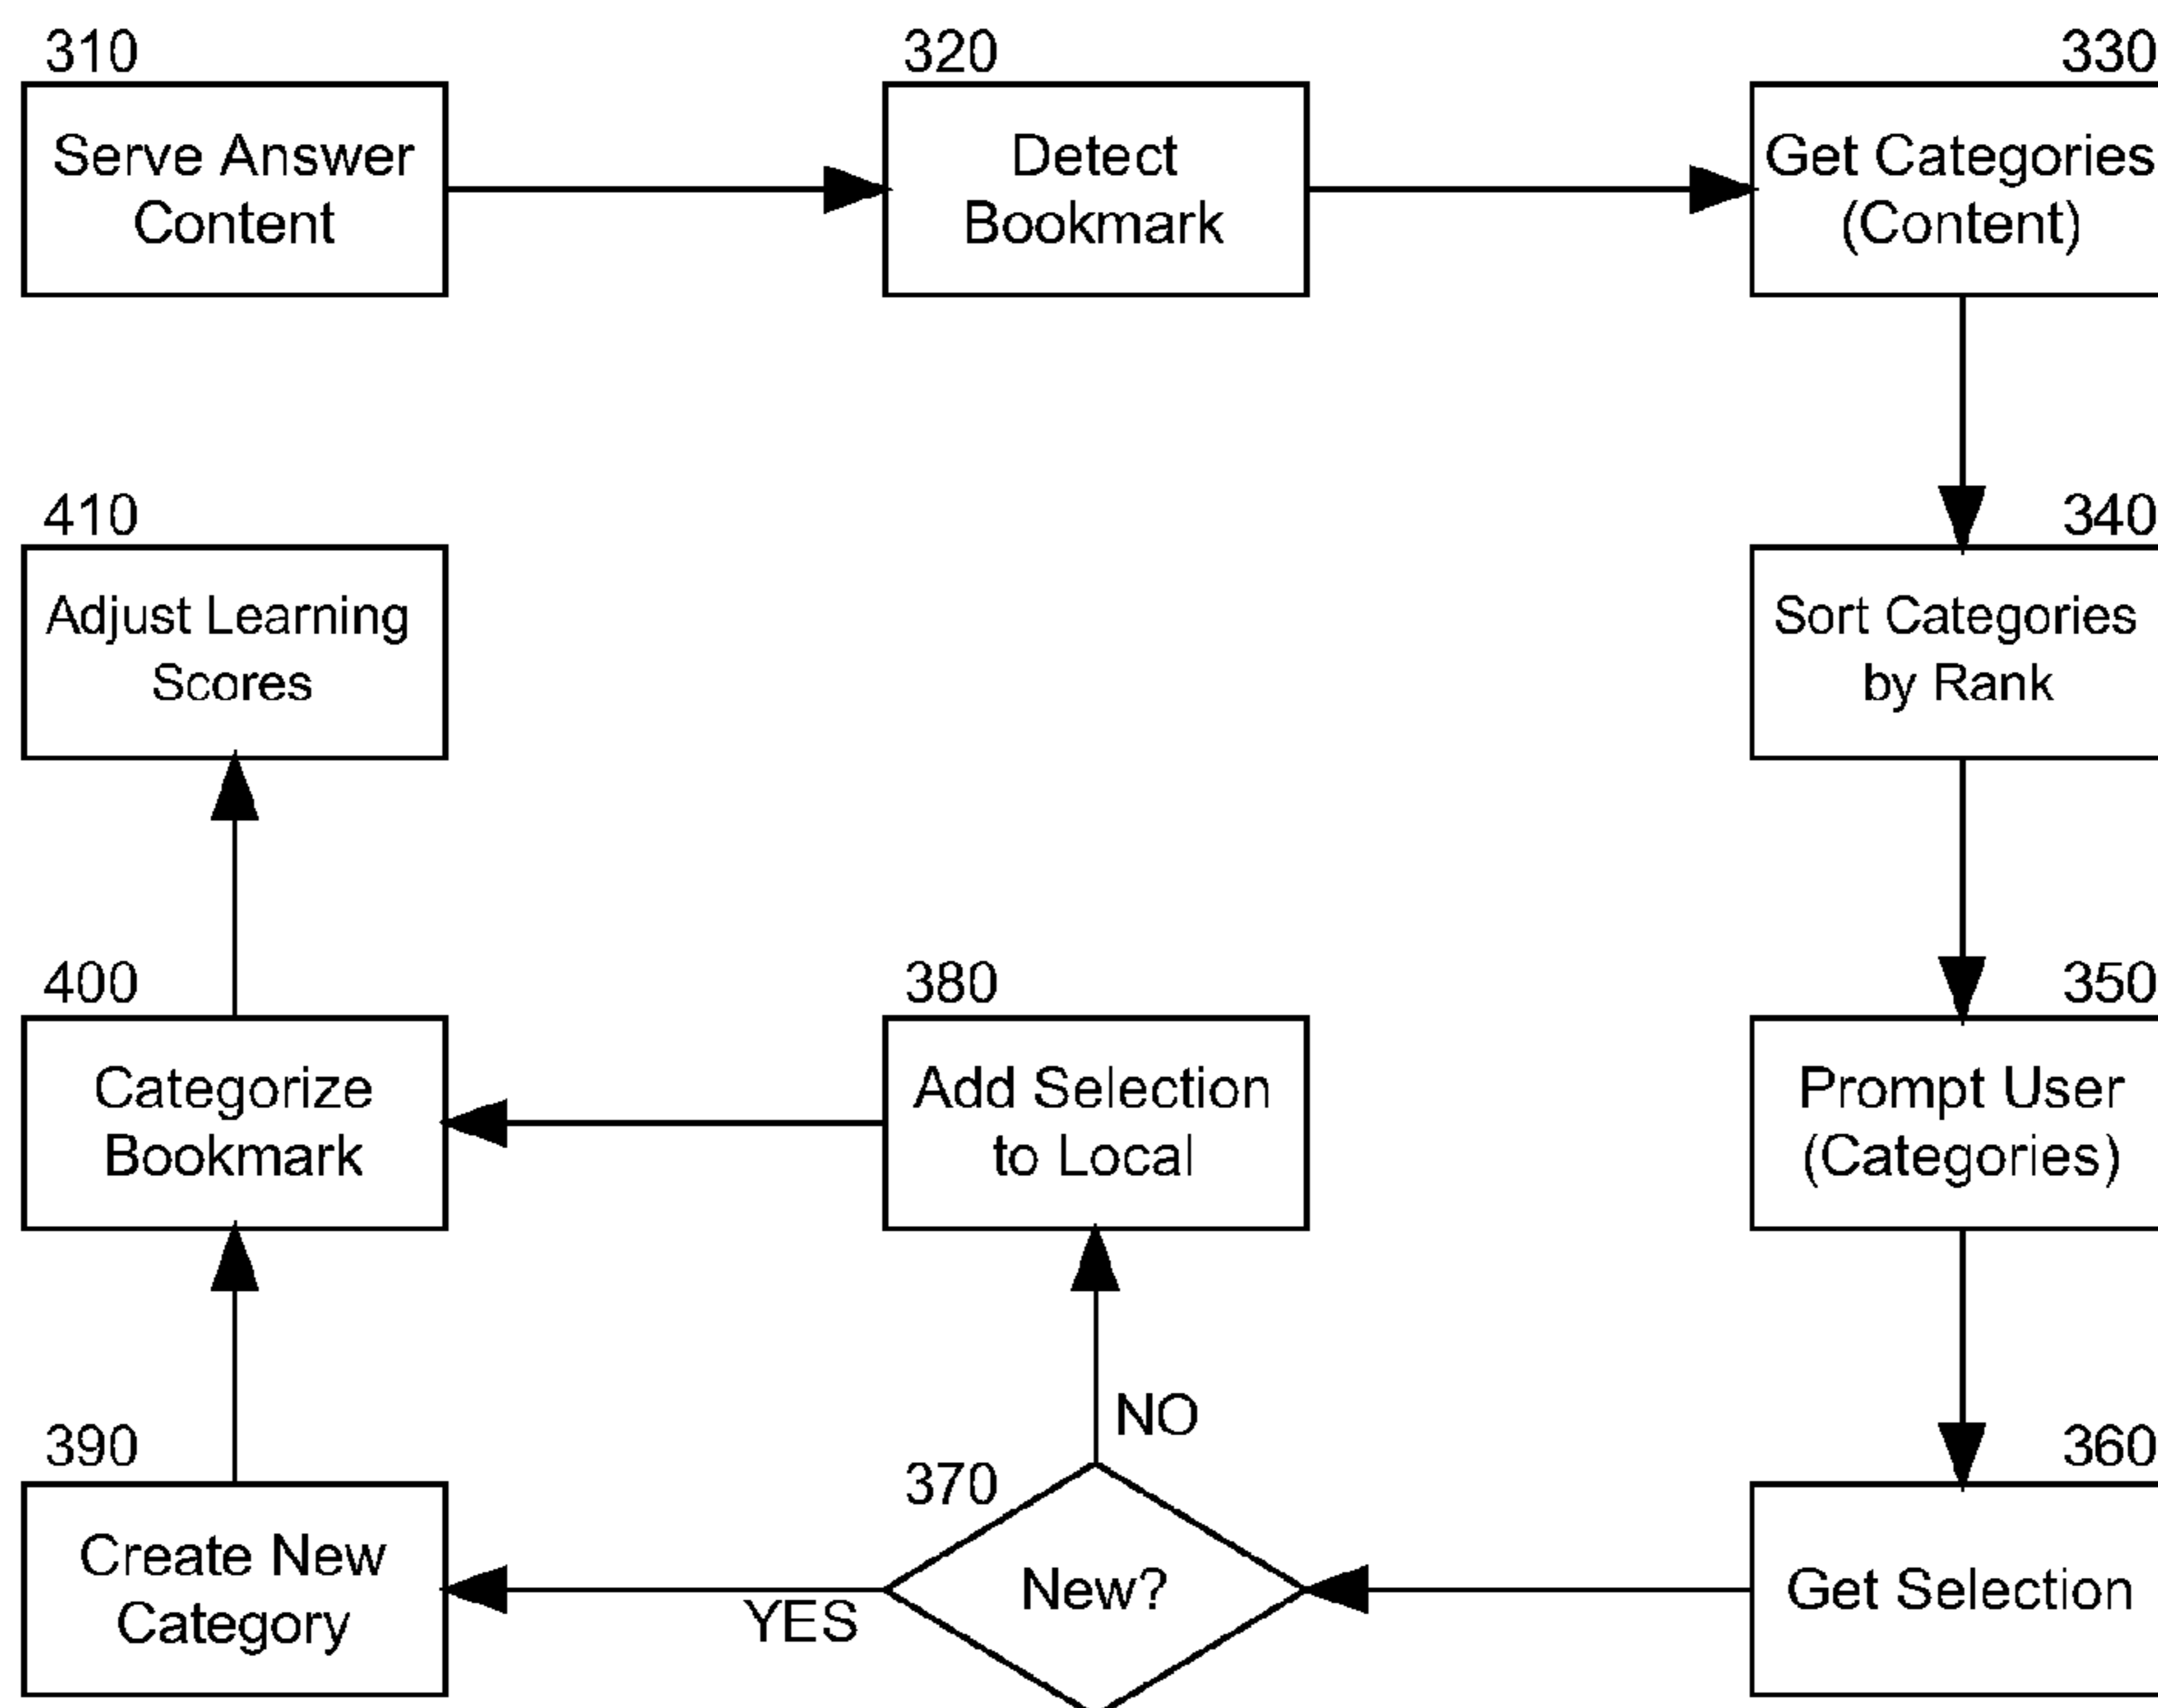 310
Serve Answer
Content
320
Detect
Bookmark
330
Get Categories
(Content)
410
Adjust Learning
Scores
340
Sort Categories
by Rank
400
Categorize
Bookmark
380
Add Selection
to Local
350
Prompt User
(Categories)
NO
390
Create New
Category
YES
370
New?
360
Get Selection